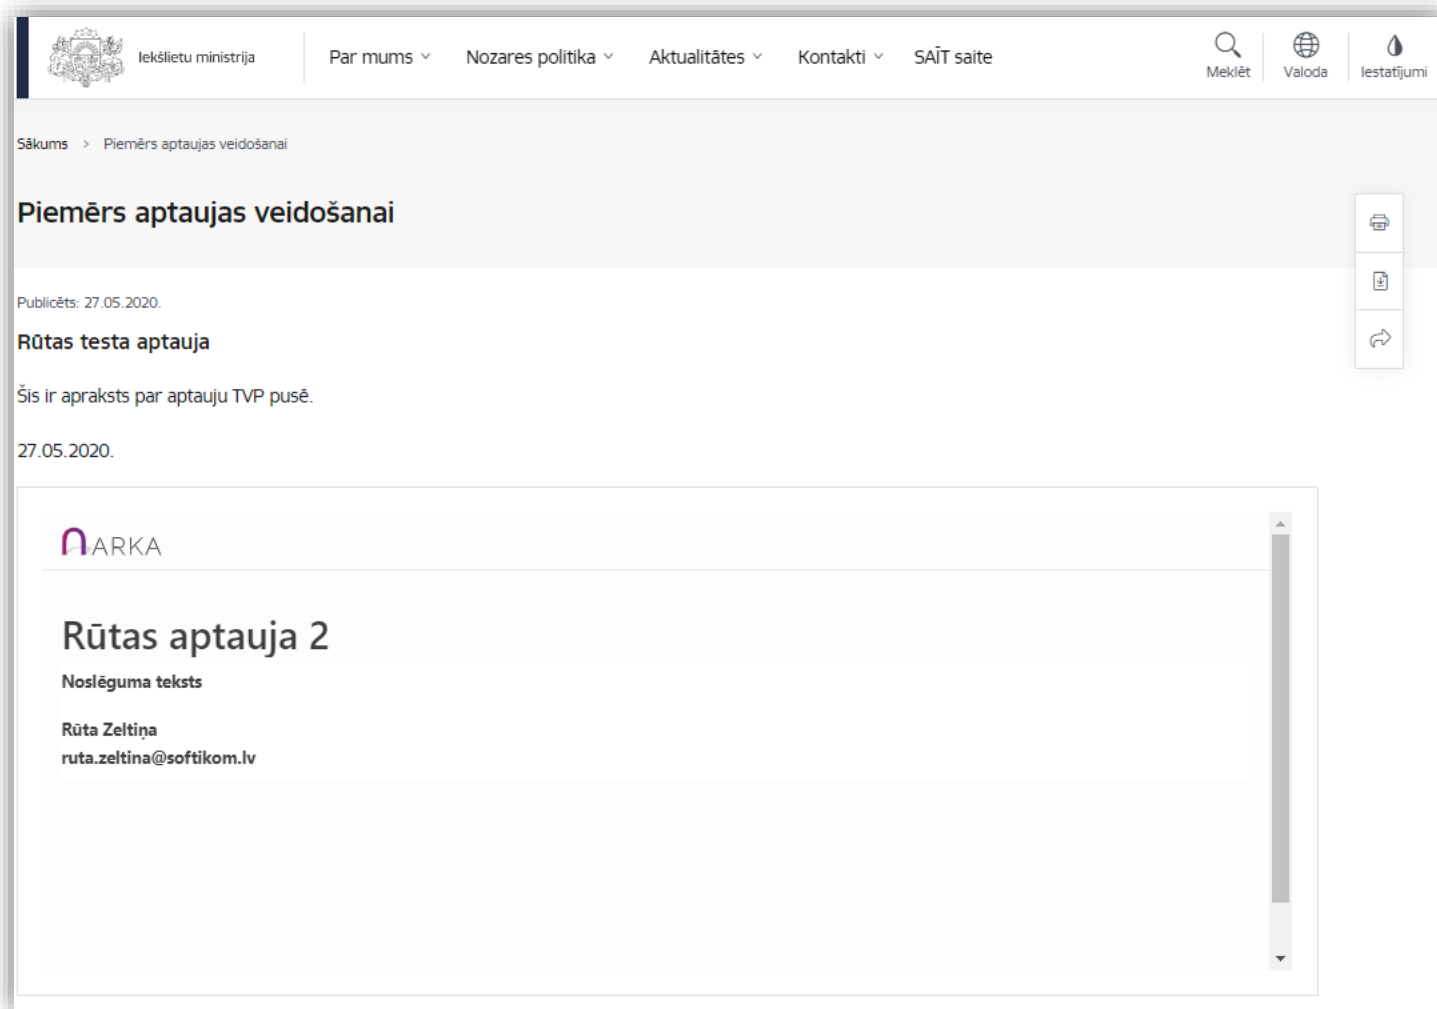 Iekšlietu ministrija
Par mums
Nozares politika
Aktualitātes
Kontakti
SAĪT saite
Meklēt
Valoda
Iestatījumi
Sākums > Piemērs aptaujas veidošanai
Piemērs aptaujas veidošanai
Publicēts: 27.05.2020.
Rūtas testa aptauja
Šis ir apraksts par aptauju TVP pusē.
27.05.2020.
ARKA
Rūtas aptauja 2
Noslēguma teksts
Rūta Zeltiņa
ruta.zeltina@softikom.lv